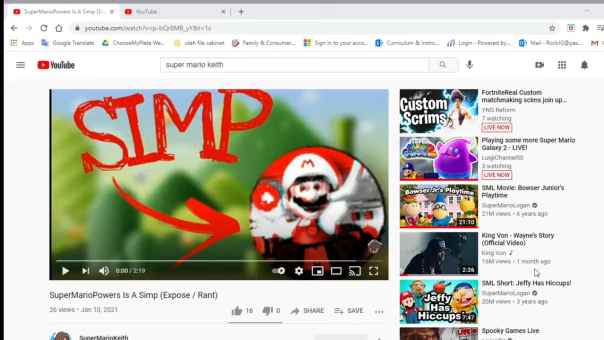 SuperMarioPowers Is A Simp (Ex
YouTube
youtube.com/watch?v=p-bQr8M8_yY&t=1s
Apps
Google Translate
ChooseMyPlate We...
utah file cabinet
Family & Consumer...
Sign in to your acco...
Curriculum & Instru...
Login - Powered by...
Mail - RockJG@pes...
YouTube
super mario keith
SIMP
0:00 / 2:19
SuperMarioPowers Is A Simp (Expose / Rant)
26 views • Jan 10, 2021
16
0
SHARE
SAVE
SuperMarioKeith
Custom
Scrims
FortniteReal Custom
matchmaking scims join up...
YNG Reform
7 watching
LIVE NOW
Playing some more Super Mario
Galaxy 2 - LIVE!
LuigiChannel50
3 watching
LIVE NOW
Bowser Jr's Playtime
21:10
SML Movie: Bowser Junior's
Playtime
SuperMarioLogan
21M views • 6 years ago
2:26
King Von - Wayne's Story
(Official Video)
King Von
16M views • 1 month ago
Jeffy
Has
Hiccups
7:47
SML Short: Jeffy Has Hiccups!
SuperMarioLogan
20M views • 3 years ago
Spooky Games Live